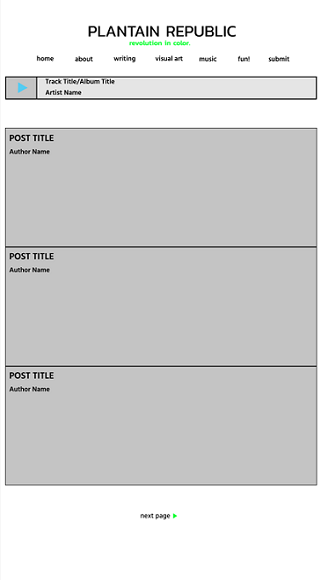 PLANTAIN REPUBLIC
revolution in color.
home about writing visual art music fun! submit
Track Title/Album Title
Artist Name
POST TITLE
Author Name
POST TITLE
Author Name
POST TITLE
Author Name
next page